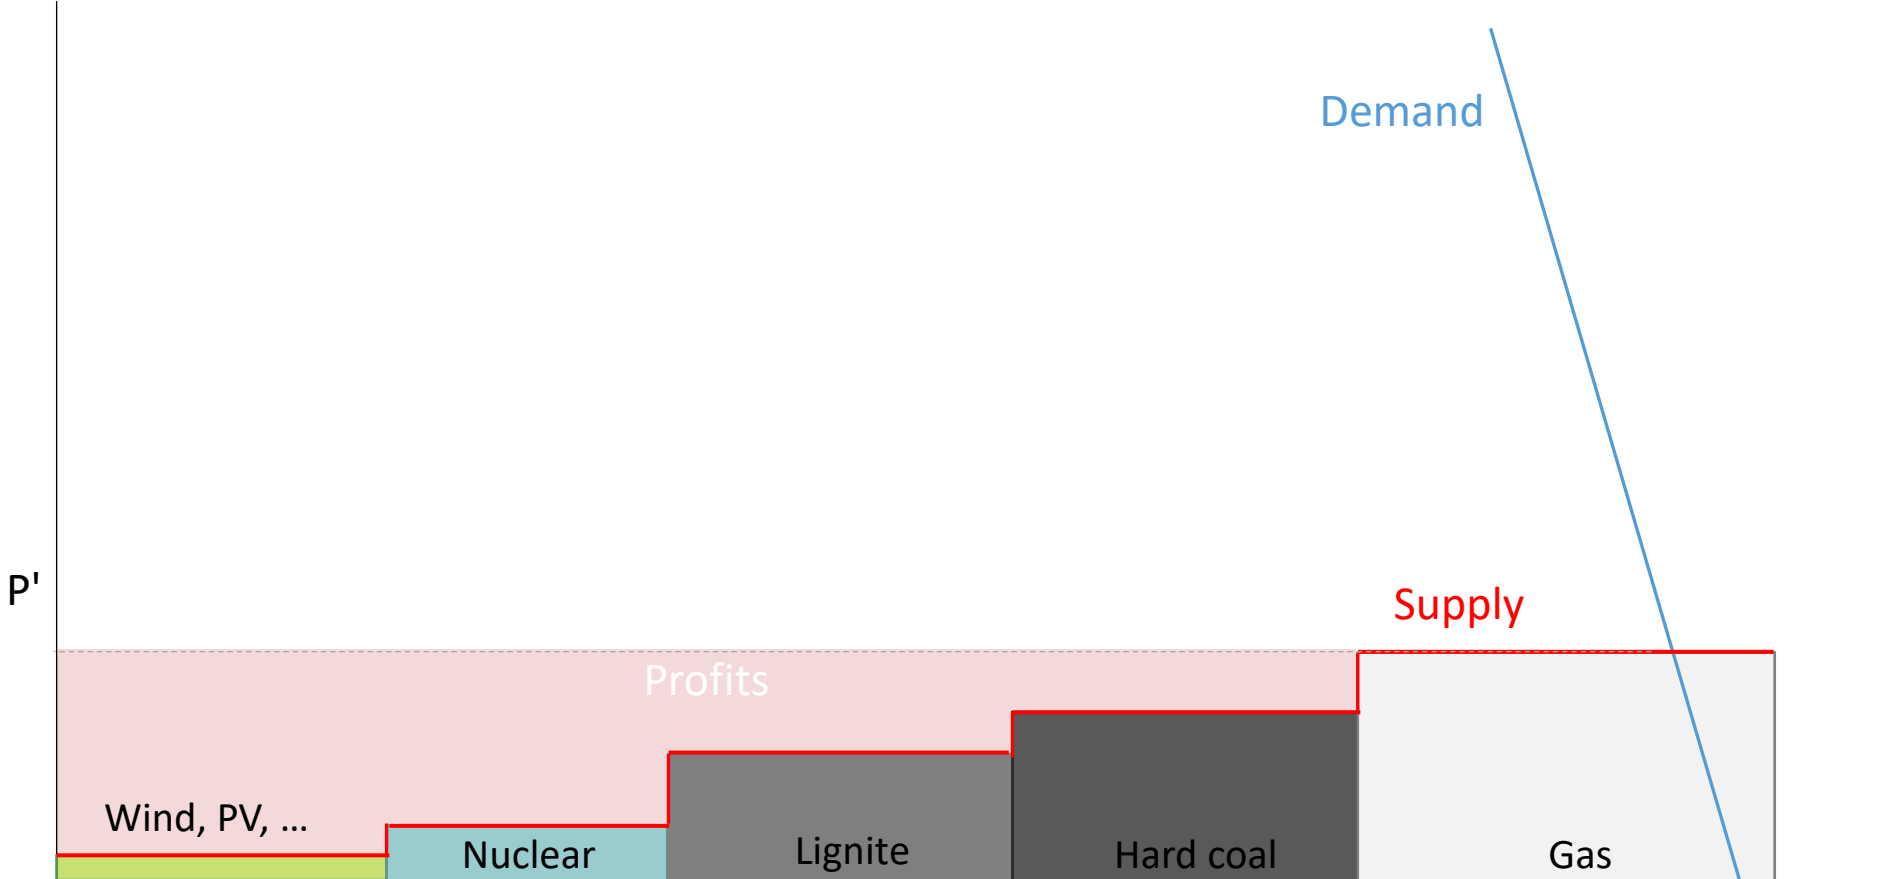 Demand
P'
Supply
Profits
Wind, PV, …
Nuclear
Lignite
Hard coal
Gas